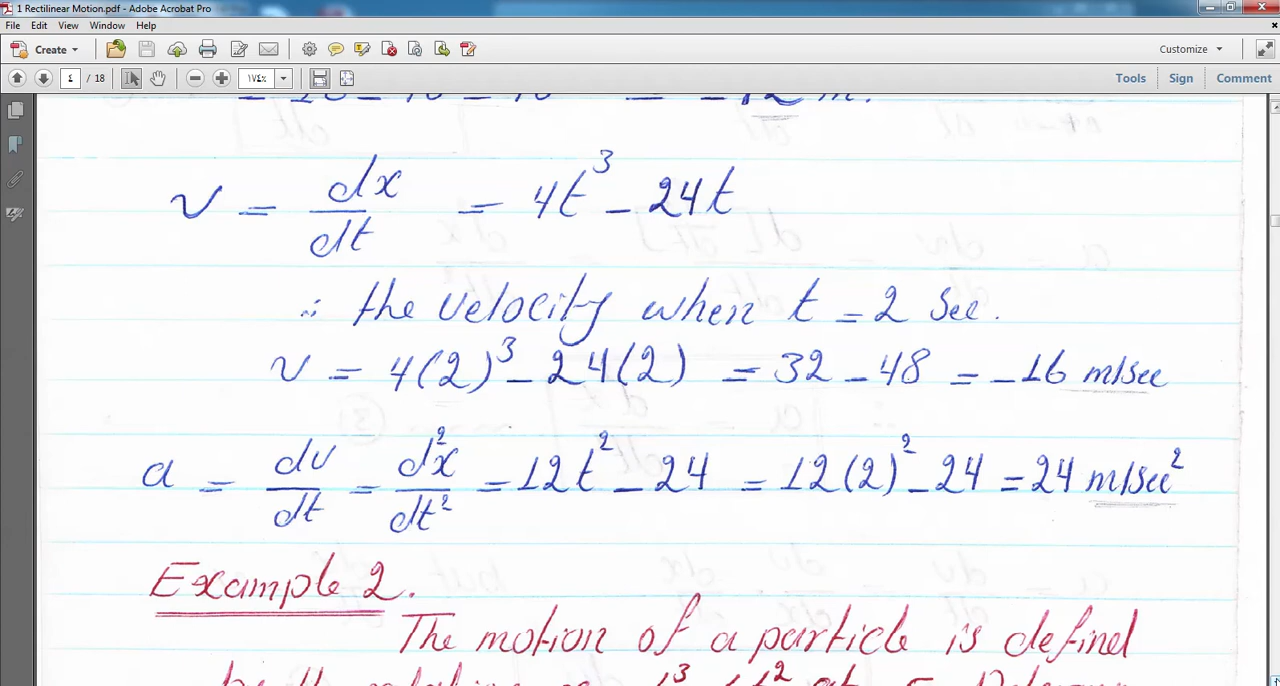 1 Rectilinear Motion.pdf - Adobe Acrobat Pro
File Edit View Window Help
Create Customize
٤ / 18 ١٧٤% Tools Sign Comment
v = dx/dt = 4t³ - 24t
∴ the velocity when t = 2 sec.
v = 4(2)³ - 24(2) = 32 - 48 = -16 m/sec
a = dv/dt = d²x/dt² = 12t² - 24 = 12(2)² - 24 = 24 m/sec²
Example 2.
The motion of a particle is defined